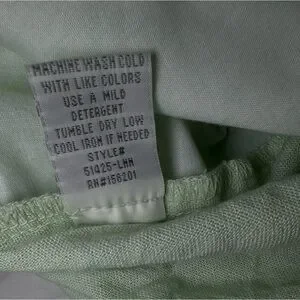 MACHINE WASH COLD
WITH LIKE COLORS
USE A MILD
DETERGENT
TUMBLE DRY LOW
COOL IRON IF NEEDED
STYLE#
51425-LHH
RN#156201